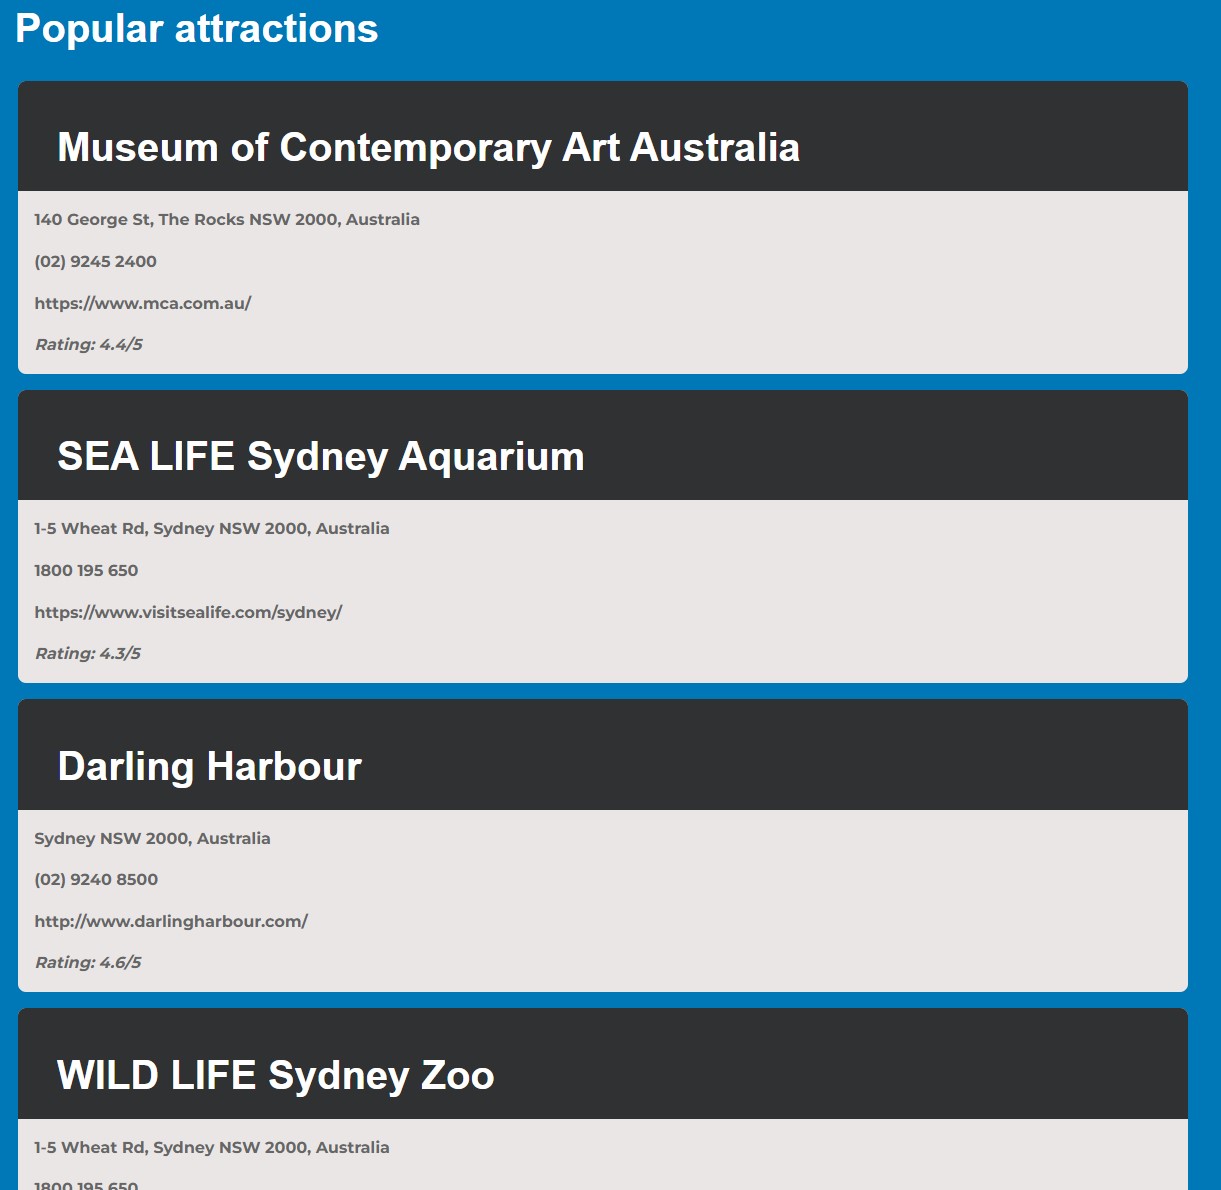 Popular attractions
Museum of Contemporary Art Australia
140 George St, The Rocks NSW 2000, Australia
(02) 9245 2400
https://www.mca.com.au/
Rating: 4.4/5
SEA LIFE Sydney Aquarium
1-5 Wheat Rd, Sydney NSW 2000, Australia
1800 195 650
https://www.visitsealife.com/sydney/
Rating: 4.3/5
Darling Harbour
Sydney NSW 2000, Australia
(02) 9240 8500
http://www.darlingharbour.com/
Rating: 4.6/5
WILD LIFE Sydney Zoo
1-5 Wheat Rd, Sydney NSW 2000, Australia
1800 195 650